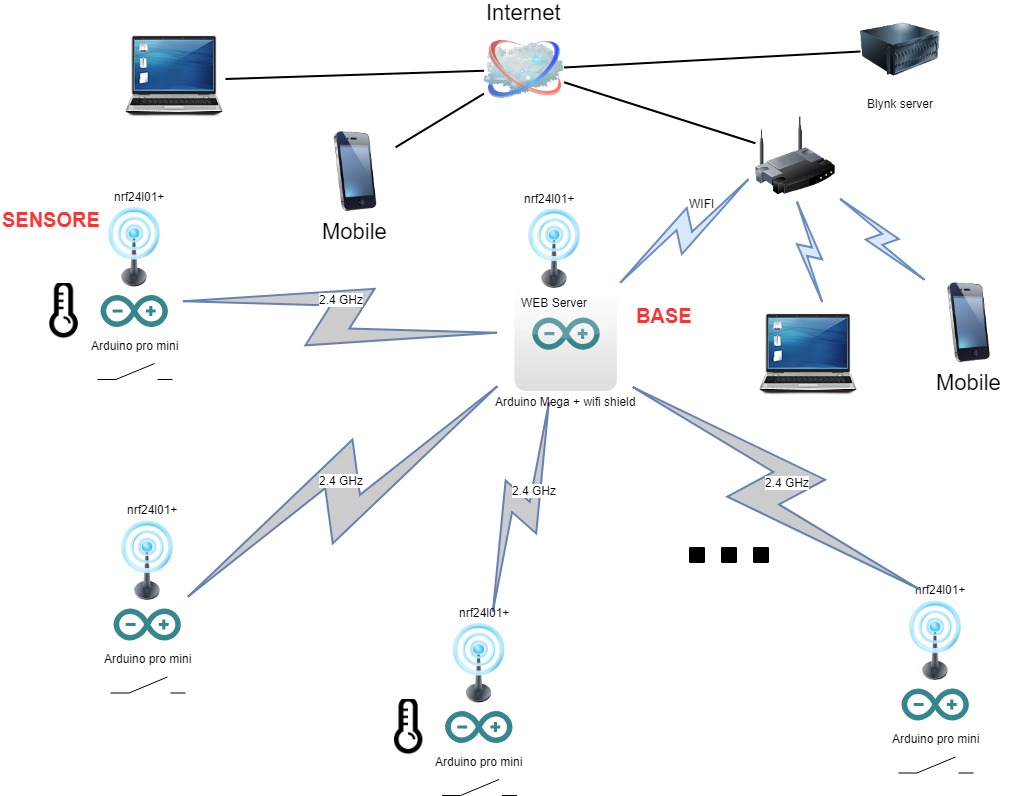 Internet
Blynk server
nrf24l01+
SENSORE
Mobile
nrf24l01+
WIFI
2.4 GHz
WEB Server
BASE
Arduino pro mini
Mobile
Arduino Mega + wifi shield
2.4 GHz
2.4 GHz
2.4 GHz
nrf24l01+
Arduino pro mini
nrf24l01+
Arduino pro mini
nrf24l01+
Arduino pro mini